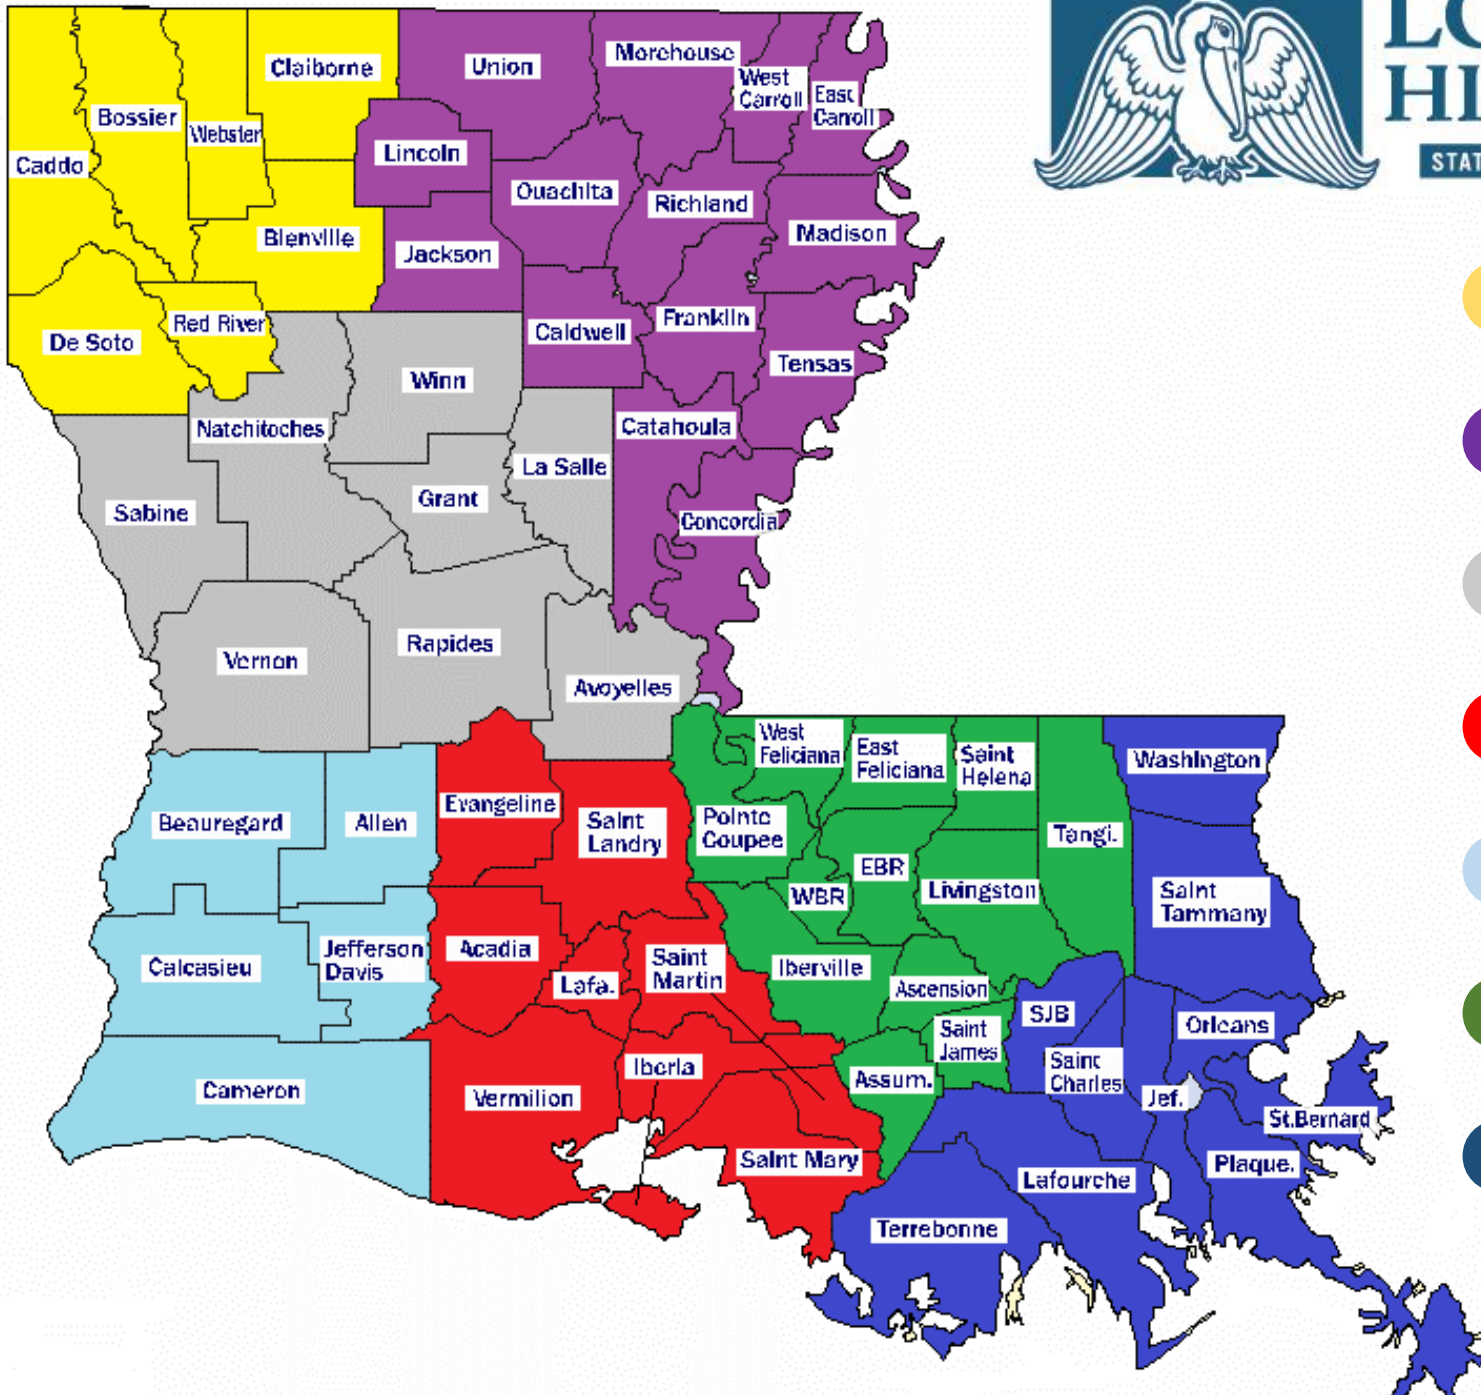 LO
HI
STAT
Claiborne
Union
Morehouse
West
Carroll
East
Carroll
Bossier
Webster
Caddo
Lincoln
Ouachita
Richland
Madison
Bienville
Jackson
Red River
De Soto
Caldwell
Franklin
Tensas
Winn
Natchitoches
Catahoula
La Salle
Grant
Sabine
Concordia
Rapides
Vernon
Avoyelles
West
Feliciana
East
Feliciana
Saint
Helena
Washington
Evangeline
Beauregard
Allen
Saint
Landry
Pointe
Coupee
Tangi.
EBR
WBR
Livingston
Saint
Tammany
Jefferson
Davis
Acadia
Calcasieu
Saint
Martin
Iberville
Lafa.
Ascension
SJB
Orleans
Saint
James
Iberia
Saint
Charles
Assum.
Cameron
Vermilion
Jef.
St.Bernard
Saint Mary
Plaque.
Lafourche
Terrebonne